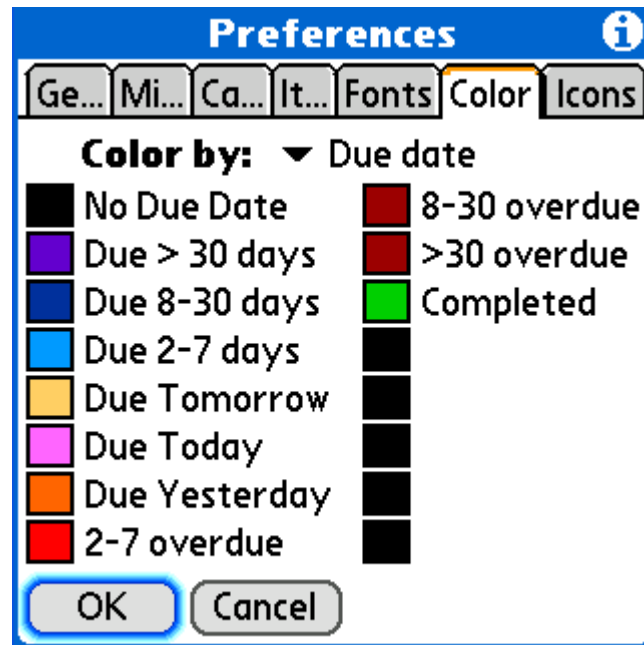 Preferences
Ge... Mi... Ca... It... Fonts Color Icons
Color by: Due date
No Due Date
Due > 30 days
Due 8-30 days
Due 2-7 days
Due Tomorrow
Due Today
Due Yesterday
2-7 overdue
8-30 overdue
>30 overdue
Completed
OK Cancel